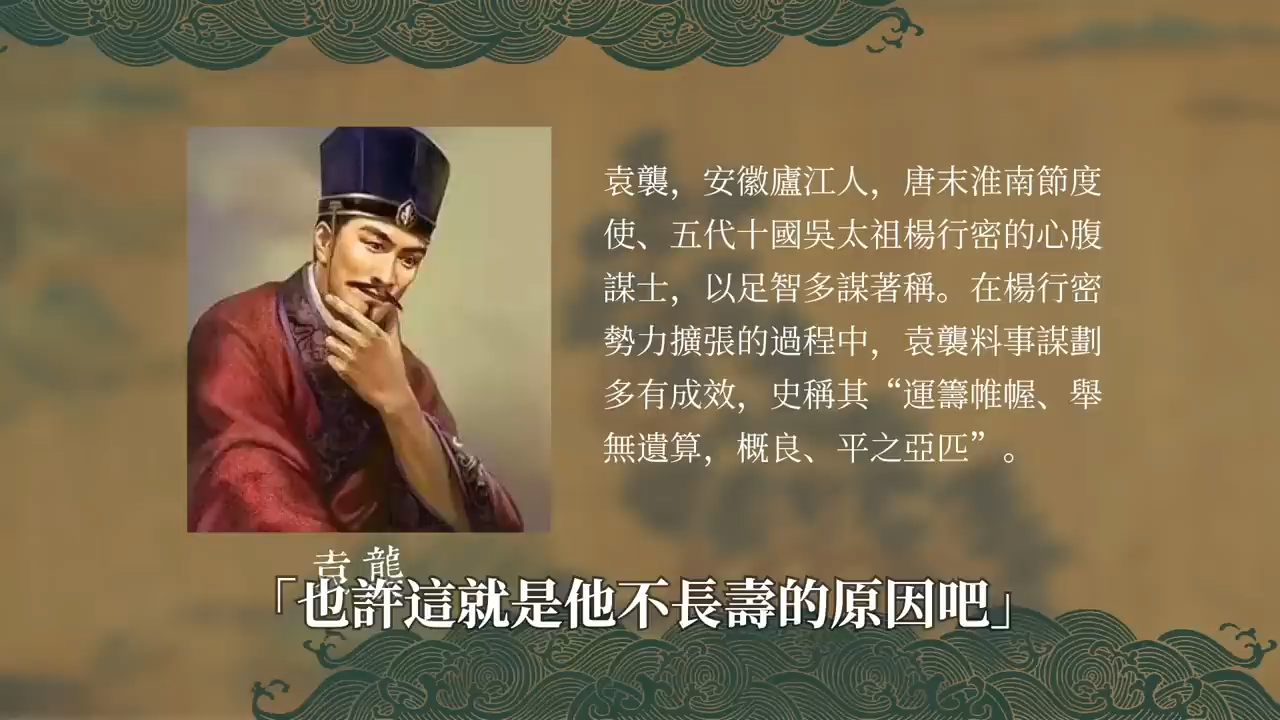 袁襲，安徽廬江人，唐末淮南節度
使、五代十國吳太祖楊行密的心腹
謀士，以足智多謀著稱。在楊行密
勢力擴張的過程中，袁襲料事謀劃
多有成效，史稱其“運籌帷幄、舉
無遺算，概良、平之亞匹”。
「也許這就是他不長壽的原因吧」